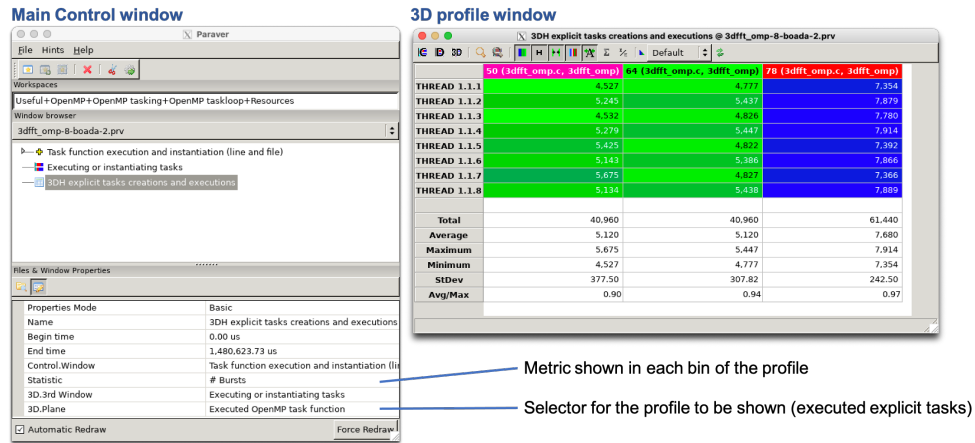 Main Control window
Paraver
File Hints Help
Workspaces
Useful+OpenMP+OpenMP tasking+OpenMP taskloop+Resources
Window browser
3dfft_omp-8-boada-2.prv
Task function execution and instantiation (line and file)
Executing or instantiating tasks
3DH explicit tasks creations and executions
Files & Window Properties
Properties Mode Basic
Name 3DH explicit tasks creations and executions
Begin time 0.00 us
End time 1,480,623.73 us
Control.Window Task function execution and instantiation (li
Statistic # Bursts
3D.3rd Window Executing or instantiating tasks
3D.Plane Executed OpenMP task function
Automatic Redraw Force Redraw
3D profile window
3DH explicit tasks creations and executions @ 3dfft_omp-8-boada-2.prv
3D Default
50 (3dfft_omp.c, 3dfft_omp) 64 (3dfft_omp.c, 3dfft_omp) 78 (3dfft_omp.c, 3dfft_omp)
THREAD 1.1.1 4,527 4,777 7,354
THREAD 1.1.2 5,245 5,437 7,879
THREAD 1.1.3 4,532 4,826 7,780
THREAD 1.1.4 5,279 5,447 7,914
THREAD 1.1.5 5,425 4,822 7,392
THREAD 1.1.6 5,143 5,386 7,866
THREAD 1.1.7 5,675 4,827 7,366
THREAD 1.1.8 5,134 5,438 7,889
Total 40,960 40,960 61,440
Average 5,120 5,120 7,680
Maximum 5,675 5,447 7,914
Minimum 4,527 4,777 7,354
StDev 377.50 307.82 242.50
Avg/Max 0.90 0.94 0.97
Metric shown in each bin of the profile
Selector for the profile to be shown (executed explicit tasks)